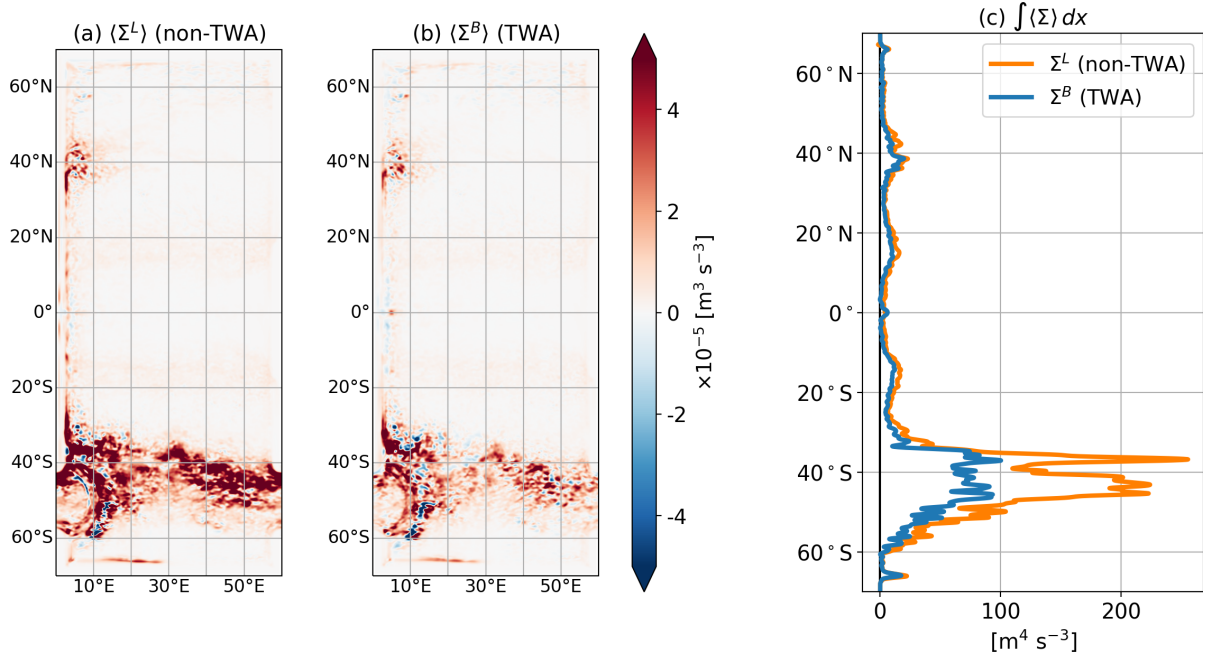 (a) ⟨Σ^L⟩ (non-TWA)
60°N
40°N
20°N
0°
20°S
40°S
60°S
10°E 30°E 50°E
(b) ⟨Σ^B⟩ (TWA)
60°N
40°N
20°N
0°
20°S
40°S
60°S
10°E 30°E 50°E
4
2
0
-2
-4
×10^−5 [m^3 s^−3]
(c) ∫⟨Σ⟩ dx
Σ^L (non-TWA)
Σ^B (TWA)
60°N
40°N
20°N
0°
20°S
40°S
60°S
0 100 200
[m^4 s^−3]